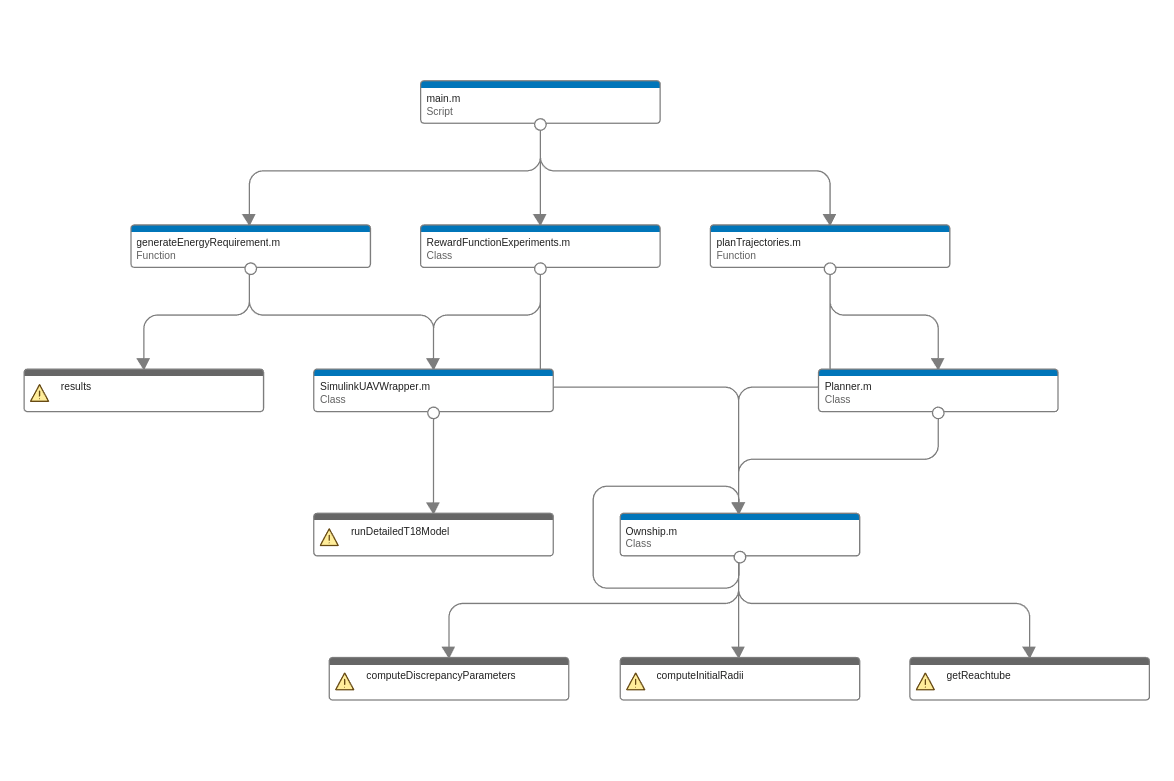 main.m
Script
generateEnergyRequirement.m
Function
RewardFunctionExperiments.m
Class
planTrajectories.m
Function
results
SimulinkUAVWrapper.m
Class
Planner.m
Class
runDetailedT18Model
Ownship.m
Class
computeDiscrepancyParameters
computeInitialRadii
getReachtube